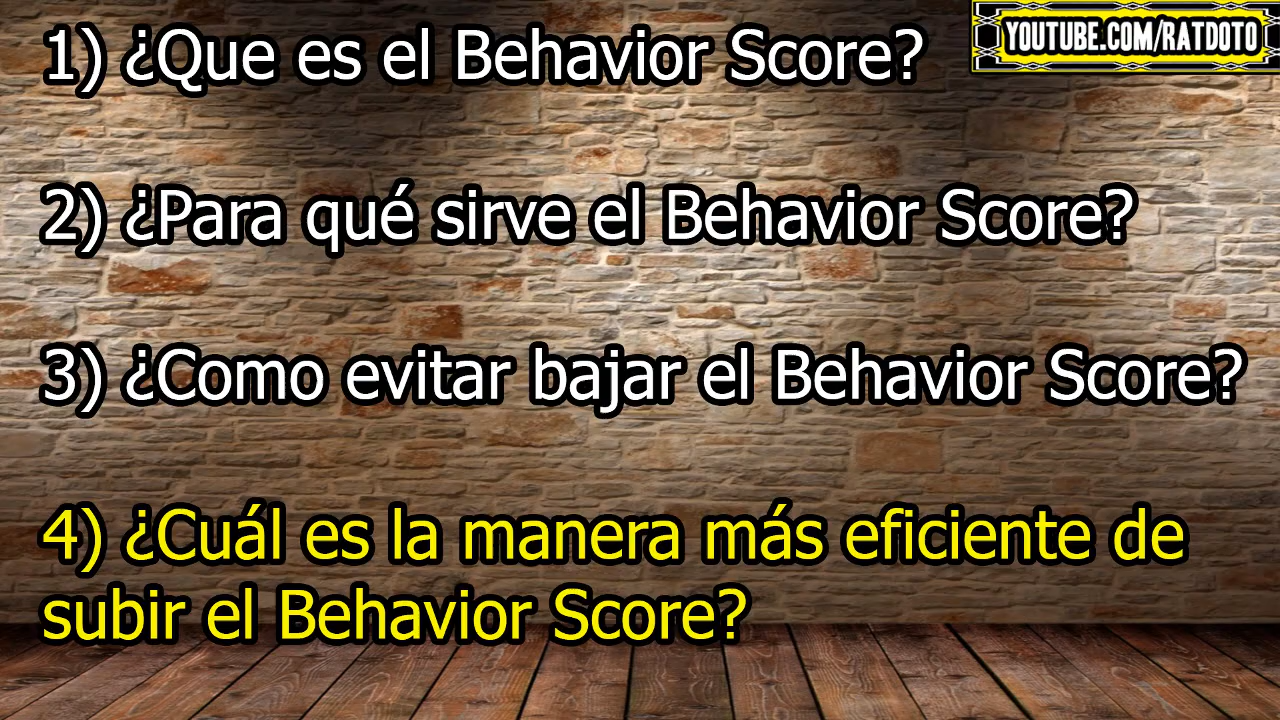 1) ¿Que es el Behavior Score?
YOUTUBE.COM/RATDOTO
2) ¿Para qué sirve el Behavior Score?
3) ¿Como evitar bajar el Behavior Score?
4) ¿Cuál es la manera más eficiente de
subir el Behavior Score?